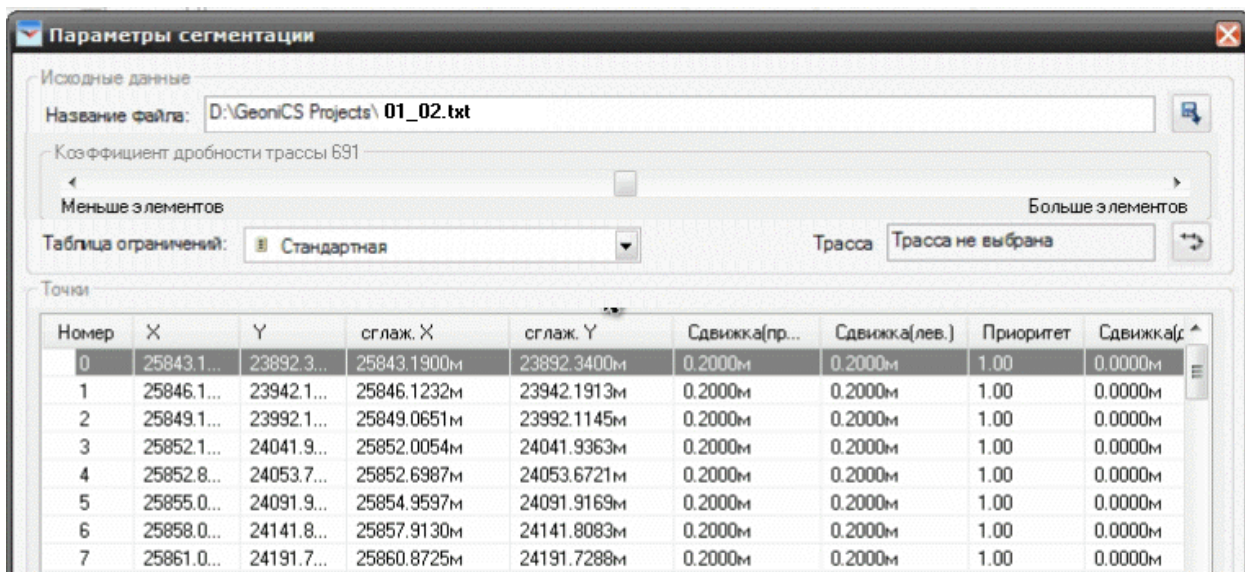 Параметры сегментации
Исходные данные
Название файла: D:\GeoniCS Projects\ 01_02.txt
Коэффициент дробности трассы 691
Меньше элементов Больше элементов
Таблица ограничений: Стандартная Трасса Трасса не выбрана
Точки
Номер X Y сглаж. X сглаж. Y Сдвижка(пр... Сдвижка(лев.) Приоритет Сдвижка(д
0 25843.1... 23892.3... 25843.1900м 23892.3400м 0.2000м 0.2000м 1.00 0.0000м
1 25846.1... 23942.1... 25846.1232м 23942.1913м 0.2000м 0.2000м 1.00 0.0000м
2 25849.1... 23992.1... 25849.0651м 23992.1145м 0.2000м 0.2000м 1.00 0.0000м
3 25852.1... 24041.9... 25852.0054м 24041.9363м 0.2000м 0.2000м 1.00 0.0000м
4 25852.8... 24053.7... 25852.6987м 24053.6721м 0.2000м 0.2000м 1.00 0.0000м
5 25855.0... 24091.9... 25854.9597м 24091.9169м 0.2000м 0.2000м 1.00 0.0000м
6 25858.0... 24141.8... 25857.9130м 24141.8083м 0.2000м 0.2000м 1.00 0.0000м
7 25861.0... 24191.7... 25860.8725м 24191.7288м 0.2000м 0.2000м 1.00 0.0000м